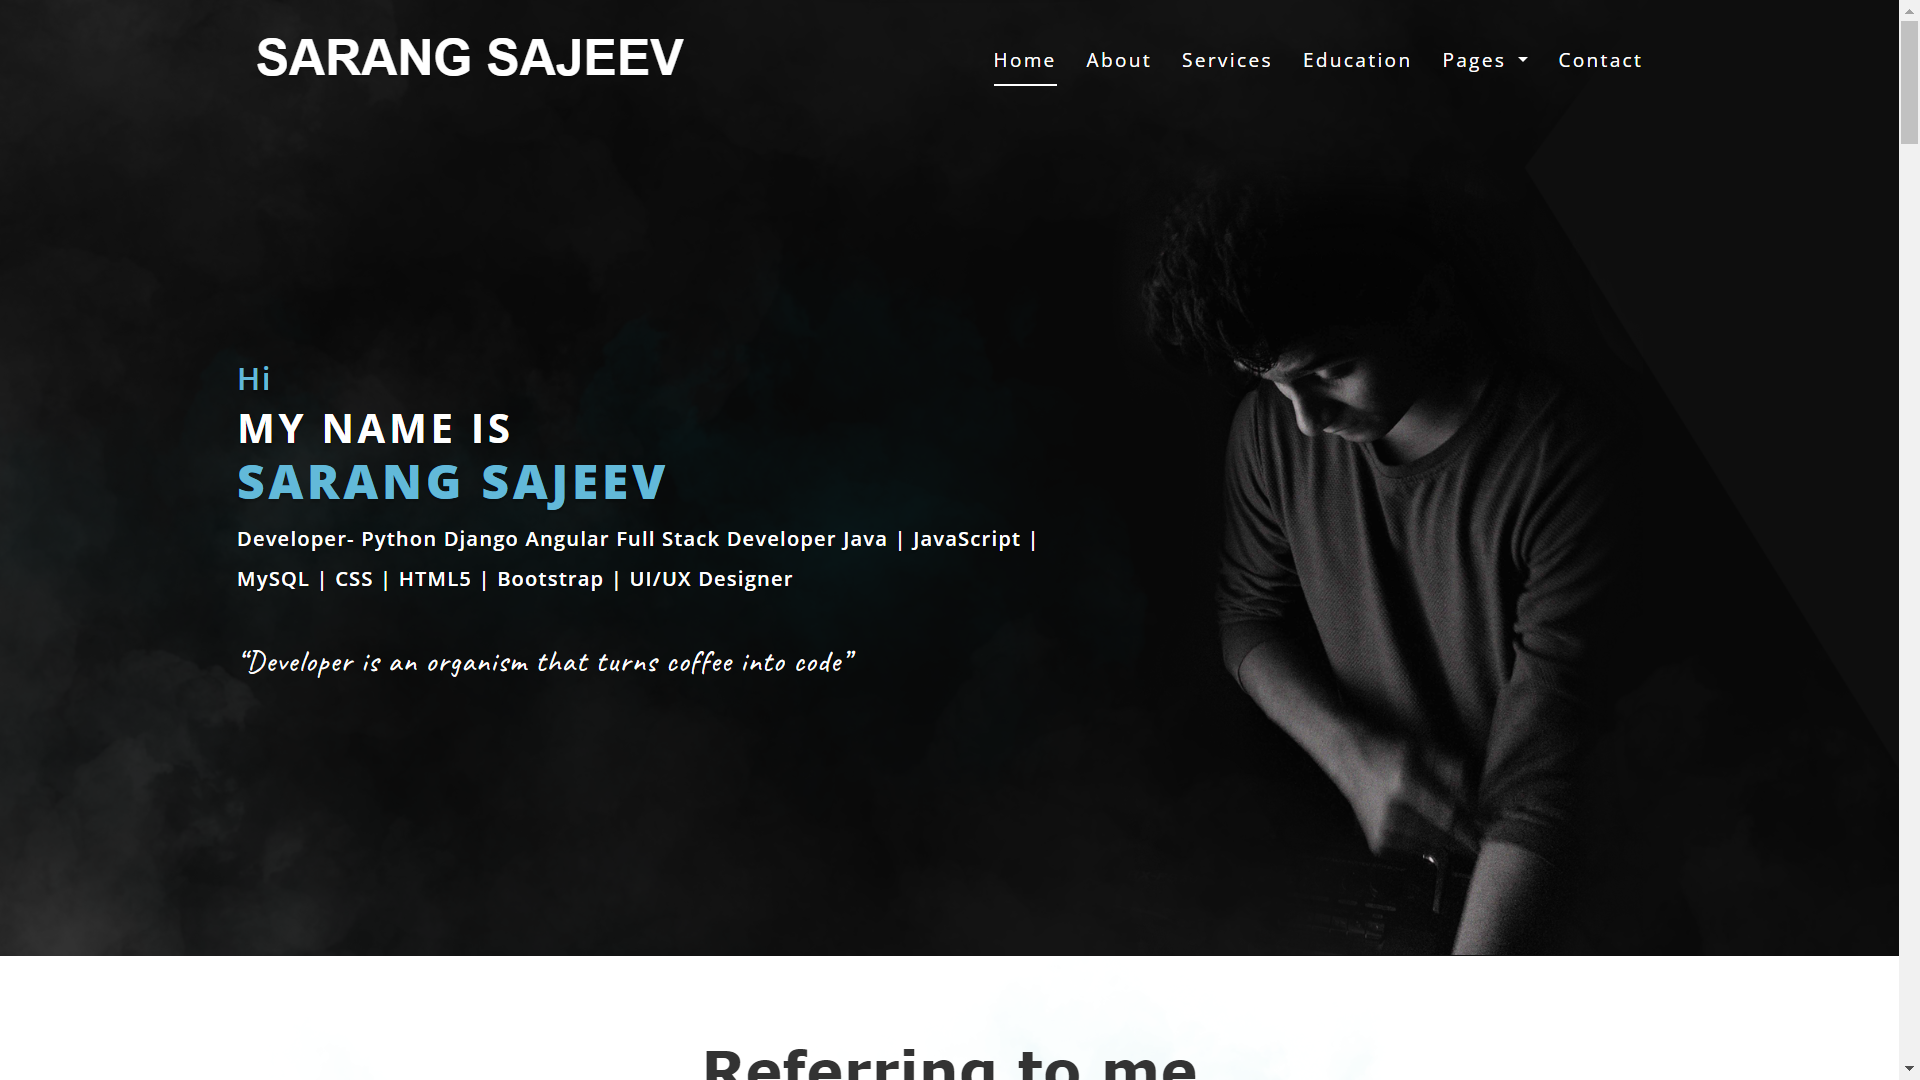 SARANG SAJEEV
Home About Services Education Pages Contact
Hi
MY NAME IS
SARANG SAJEEV
Developer- Python Django Angular Full Stack Developer Java | JavaScript |
MySQL | CSS | HTML5 | Bootstrap | UI/UX Designer
“Developer is an organism that turns coffee into code”
Referring to me